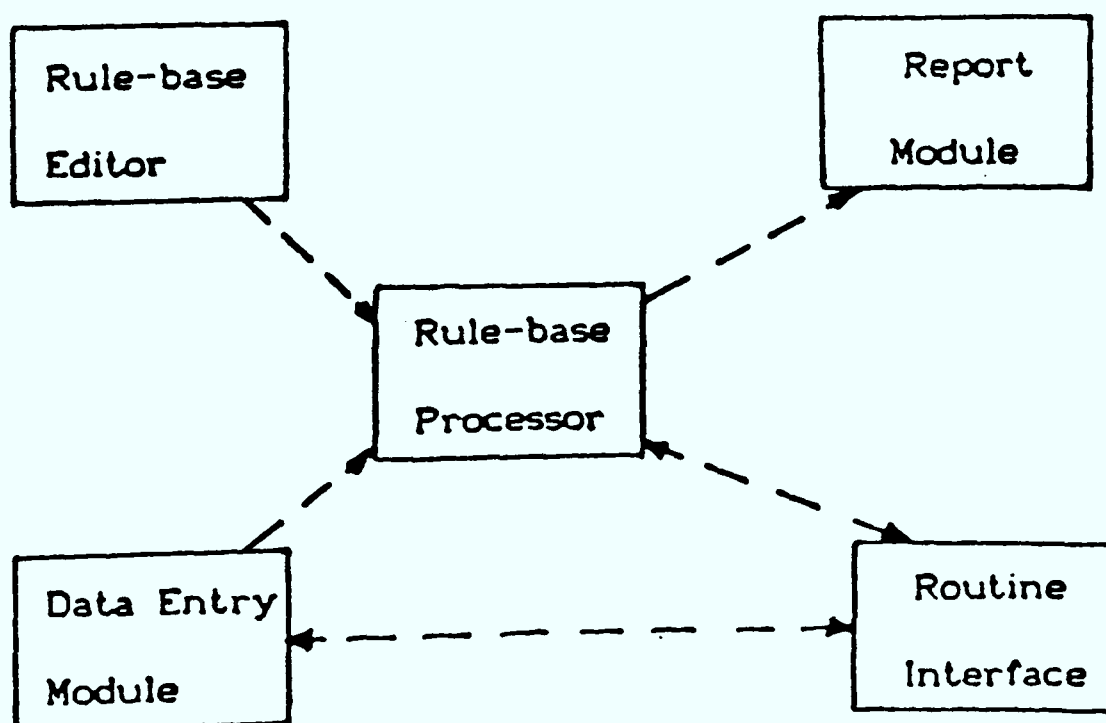 Rule-base
Editor
Report
Module
Rule-base
Processor
Data Entry
Module
Routine
Interface